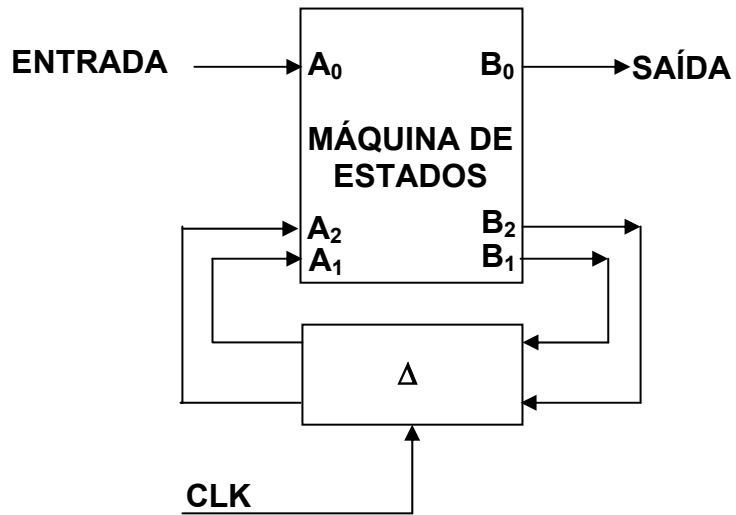 ENTRADA
A₀
B₀
SAÍDA
MÁQUINA DE
ESTADOS
A₂
B₂
A₁
B₁
Δ
CLK